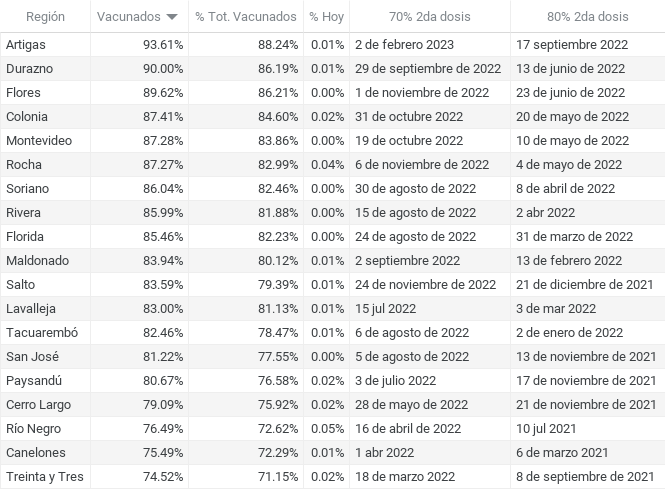 Región Vacunados % Tot. Vacunados % Hoy 70% 2da dosis 80% 2da dosis
Artigas 93.61% 88.24% 0.01% 2 de febrero 2023 17 septiembre 2022
Durazno 90.00% 86.19% 0.01% 29 de septiembre de 2022 13 de junio de 2022
Flores 89.62% 86.21% 0.00% 1 de noviembre de 2022 23 de junio de 2022
Colonia 87.41% 84.60% 0.02% 31 de octubre 2022 20 de mayo de 2022
Montevideo 87.28% 83.86% 0.00% 19 de octubre 2022 10 de mayo de 2022
Rocha 87.27% 82.99% 0.04% 6 de noviembre de 2022 4 de mayo de 2022
Soriano 86.04% 82.46% 0.00% 30 de agosto de 2022 8 de abril de 2022
Rivera 85.99% 81.88% 0.00% 15 de agosto de 2022 2 abr 2022
Florida 85.46% 82.23% 0.00% 24 de agosto de 2022 31 de marzo de 2022
Maldonado 83.94% 80.12% 0.01% 2 septiembre 2022 13 de febrero 2022
Salto 83.59% 79.39% 0.01% 24 de noviembre de 2022 21 de diciembre de 2021
Lavalleja 83.00% 81.13% 0.01% 15 jul 2022 3 de mar 2022
Tacuarembó 82.46% 78.47% 0.01% 6 de agosto de 2022 2 de enero de 2022
San José 81.22% 77.55% 0.00% 5 de agosto de 2022 13 de noviembre de 2021
Paysandú 80.67% 76.58% 0.02% 3 de julio 2022 17 de noviembre de 2021
Cerro Largo 79.09% 75.92% 0.02% 28 de mayo de 2022 21 de noviembre de 2021
Río Negro 76.49% 72.62% 0.05% 16 de abril de 2022 10 jul 2021
Canelones 75.49% 72.29% 0.01% 1 abr 2022 6 de marzo 2021
Treinta y Tres 74.52% 71.15% 0.02% 18 de marzo 2022 8 de septiembre de 2021